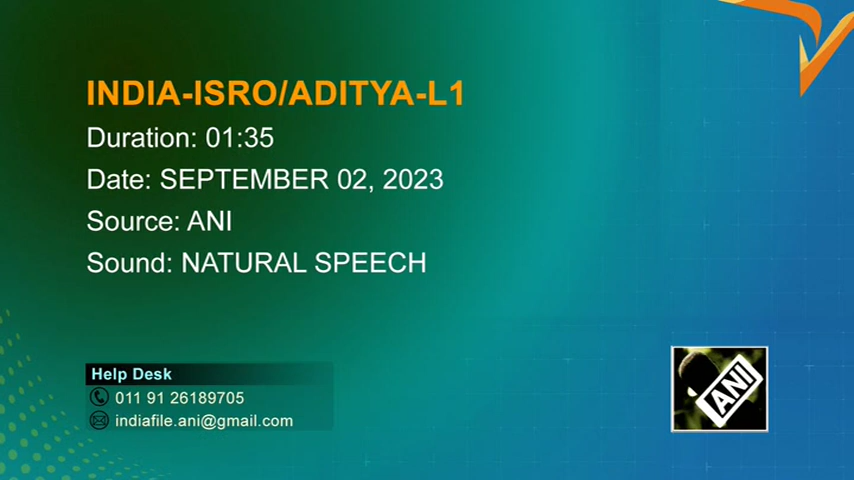 INDIA-ISRO/ADITYA-L1
Duration: 01:35
Date: SEPTEMBER 02, 2023
Source: ANI
Sound: NATURAL SPEECH
Help Desk
011 91 26189705
indiafile.ani@gmail.com
ANI